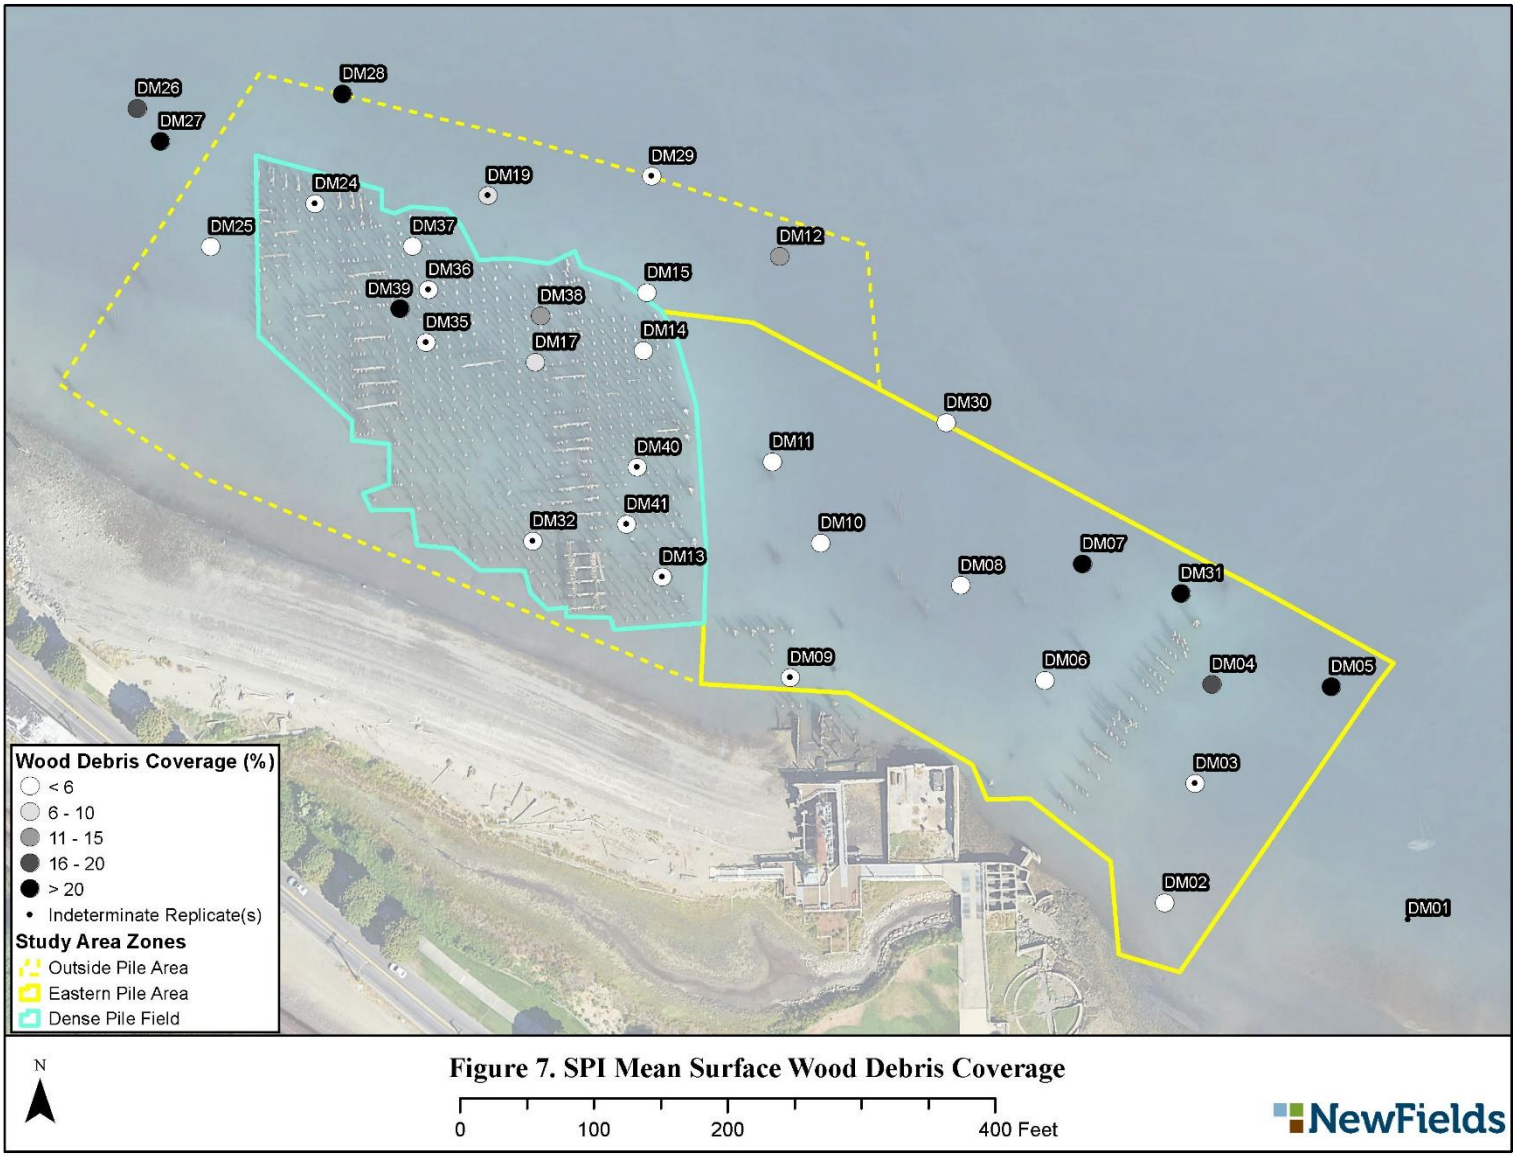 DM28
DM26
DM27
DM29
DM19
DM24
DM25
DM37
DM12
DM36
DM15
DM39
DM38
DM35
DM14
DM17
DM30
DM11
DM40
DM41
DM32
DM10
DM13
DM08
DM07
DM31
DM09
DM06
DM04
DM05
DM03
DM02
DM01
Wood Debris Coverage (%)
< 6
6 - 10
11 - 15
16 - 20
> 20
Indeterminate Replicate(s)
Study Area Zones
Outside Pile Area
Eastern Pile Area
Dense Pile Field
N
Figure 7. SPI Mean Surface Wood Debris Coverage
0 100 200 400 Feet
NewFields